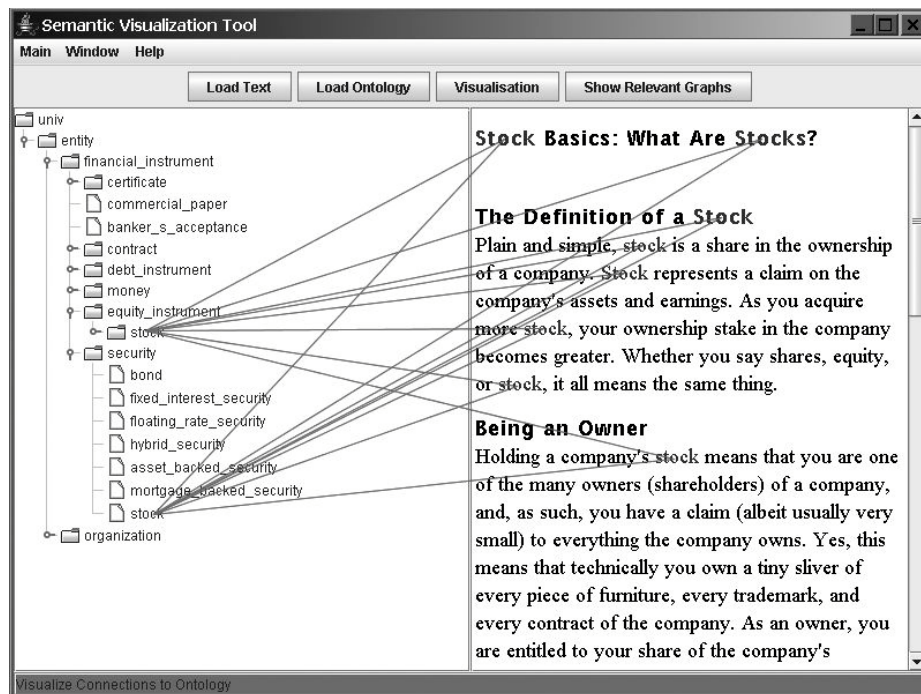 Semantic Visualization Tool
Main Window Help
Load Text Load Ontology Visualisation Show Relevant Graphs
univ
entity
financial_instrument
certificate
commercial_paper
banker_s_acceptance
contract
debt_instrument
money
equity_instrument
stock
security
bond
fixed_interest_security
floating_rate_security
hybrid_security
asset_backed_security
mortgage_backed_security
stock
organization
Stock Basics: What Are Stocks?
The Definition of a Stock
Plain and simple, stock is a share in the ownership
of a company. Stock represents a claim on the
company's assets and earnings. As you acquire
more stock, your ownership stake in the company
becomes greater. Whether you say shares, equity,
or stock, it all means the same thing.
Being an Owner
Holding a company's stock means that you are one
of the many owners (shareholders) of a company,
and, as such, you have a claim (albeit usually very
small) to everything the company owns. Yes, this
means that technically you own a tiny sliver of
every piece of furniture, every trademark, and
every contract of the company. As an owner, you
are entitled to your share of the company's
Visualize Connections to Ontology